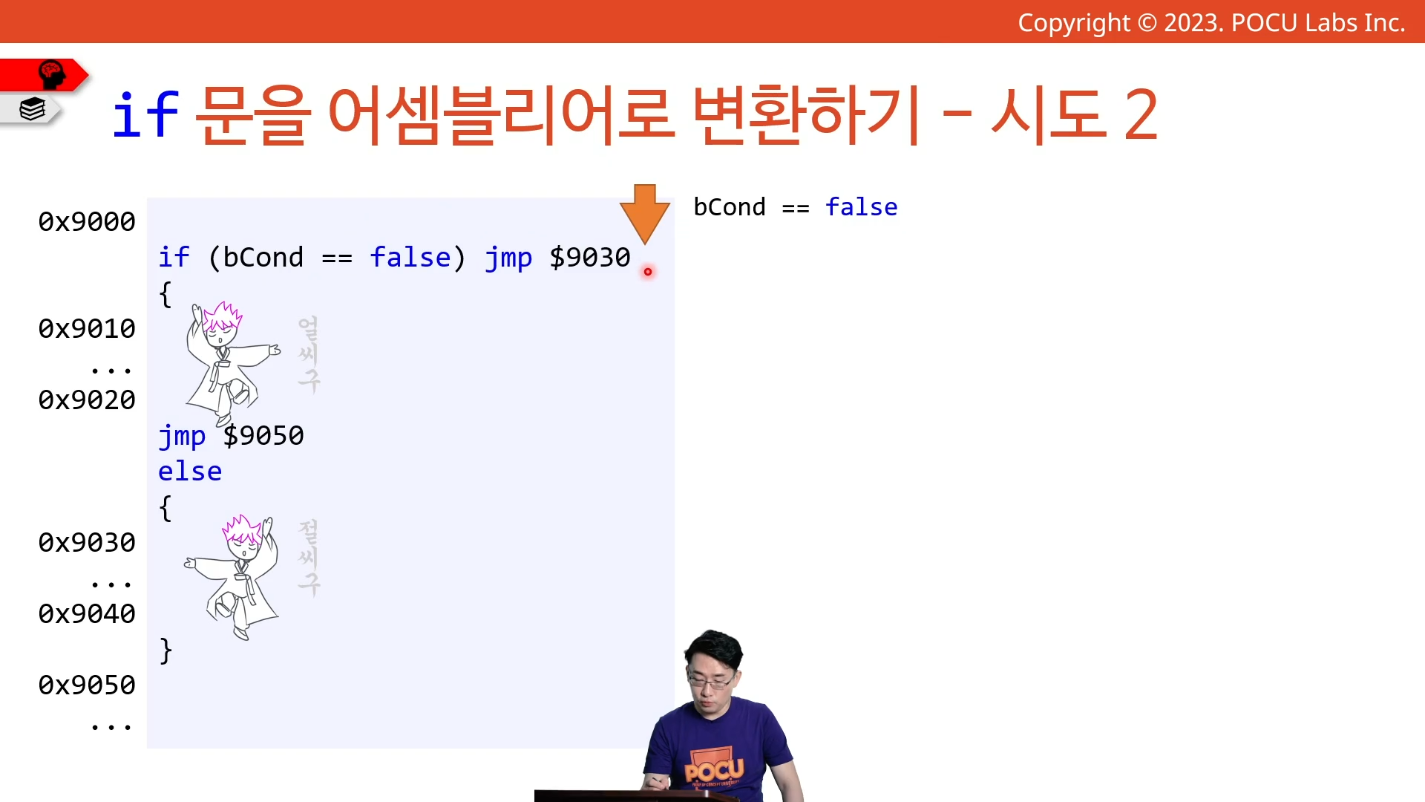 Copyright © 2023. POCU Labs Inc.
if 문을 어셈블리어로 변환하기 - 시도 2
bCond == false
0x9000
if (bCond == false) jmp $9030
{
0x9010
...
0x9020
얼씨구
jmp $9050
else
{
0x9030
...
0x9040
절씨구
}
0x9050
...
POCU